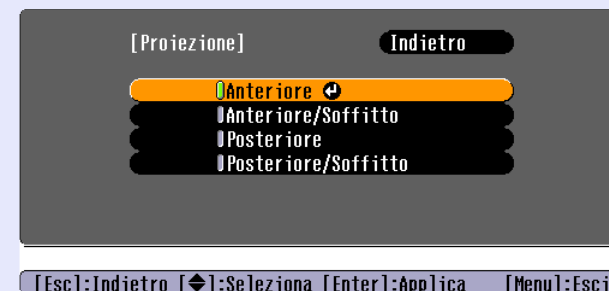 [Proiezione] Indietro
Anteriore
Anteriore/Soffitto
Posteriore
Posteriore/Soffitto
[Esc]:Indietro [◆]:Seleziona [Enter]:Applica [Menu]:Esci